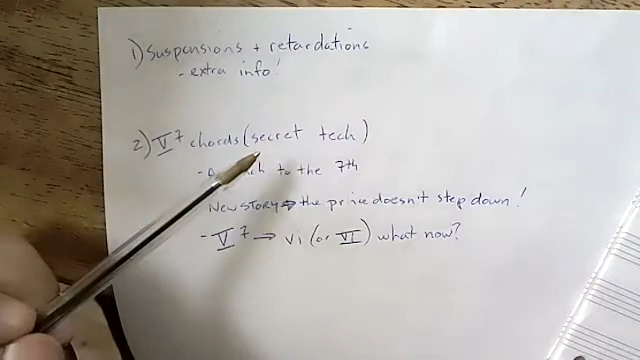 1) Suspensions + retardations
- extra info!
2) V7 chords (secret tech)
- to the 7th
New story → the prince doesn't step down!
- V7 → vi (or VI) what now?